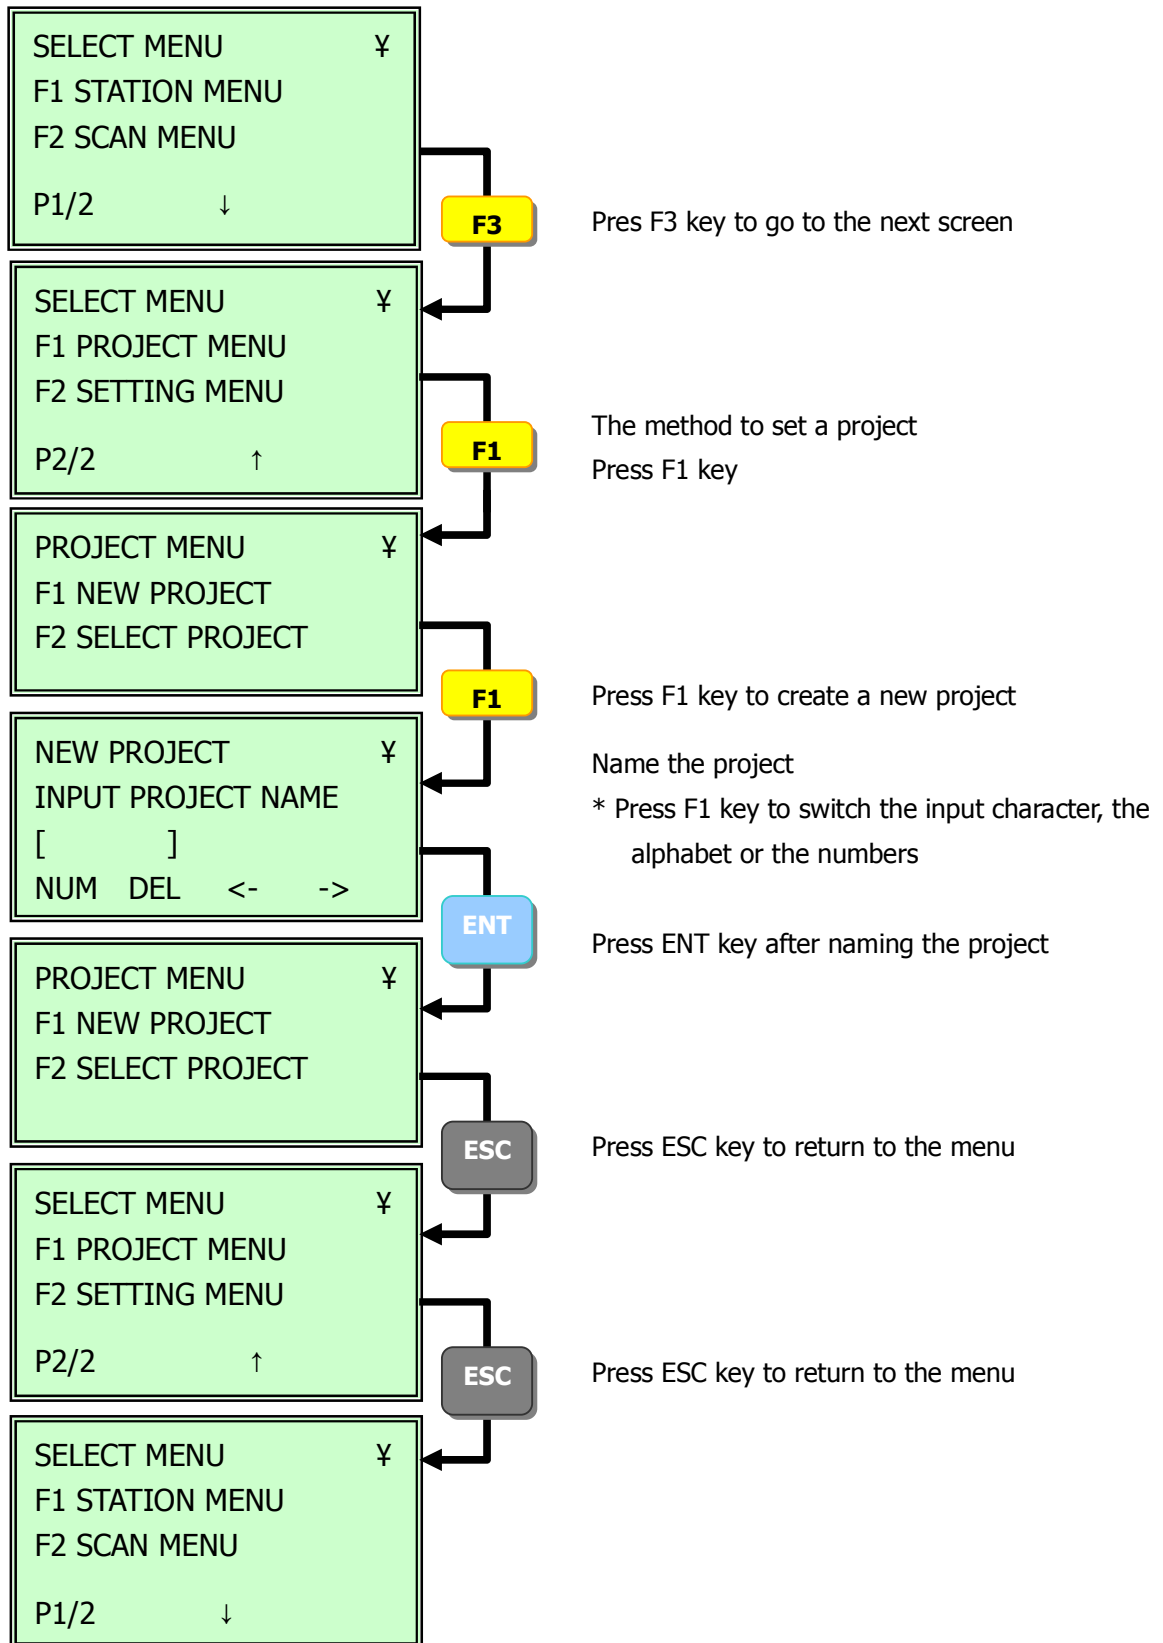 SELECT MENU ¥
F1 STATION MENU
F2 SCAN MENU
P1/2 ↓
F3
Pres F3 key to go to the next screen
SELECT MENU ¥
F1 PROJECT MENU
F2 SETTING MENU
P2/2 ↑
F1
The method to set a project
Press F1 key
PROJECT MENU ¥
F1 NEW PROJECT
F2 SELECT PROJECT
F1
Press F1 key to create a new project
NEW PROJECT ¥
INPUT PROJECT NAME
[ ]
NUM DEL <- ->
Name the project
* Press F1 key to switch the input character, the
alphabet or the numbers
ENT
Press ENT key after naming the project
PROJECT MENU ¥
F1 NEW PROJECT
F2 SELECT PROJECT
ESC
Press ESC key to return to the menu
SELECT MENU ¥
F1 PROJECT MENU
F2 SETTING MENU
P2/2 ↑
ESC
Press ESC key to return to the menu
SELECT MENU ¥
F1 STATION MENU
F2 SCAN MENU
P1/2 ↓